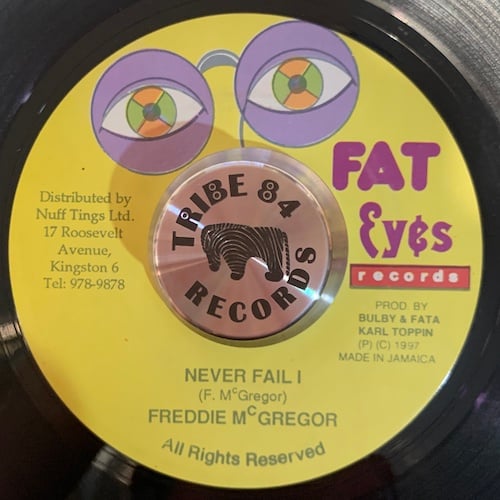 FAT
Eyes
records
Distributed by
Nuff Tings Ltd.
17 Roosevelt
Avenue,
Kingston 6
Tel: 978-9878
TRIBE 84
RECORDS
PROD. BY
BULBY & FATA
KARL TOPPIN
(P) (C) 1997
MADE IN JAMAICA
NEVER FAIL I
(F. McGregor)
FREDDIE McGREGOR
All Rights Reserved